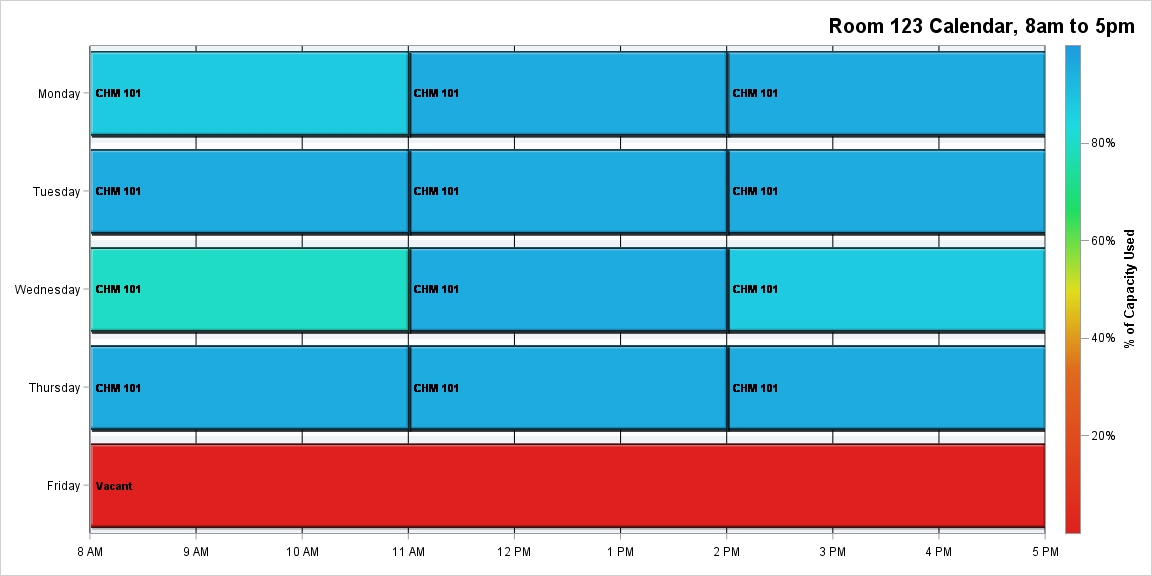 Room 123 Calendar, 8am to 5pm
Monday
CHM 101
CHM 101
CHM 101
Tuesday
CHM 101
CHM 101
CHM 101
Wednesday
CHM 101
CHM 101
CHM 101
Thursday
CHM 101
CHM 101
CHM 101
Friday
Vacant
8 AM
9 AM
10 AM
11 AM
12 PM
1 PM
2 PM
3 PM
4 PM
5 PM
80%
60%
40%
20%
% of Capacity Used